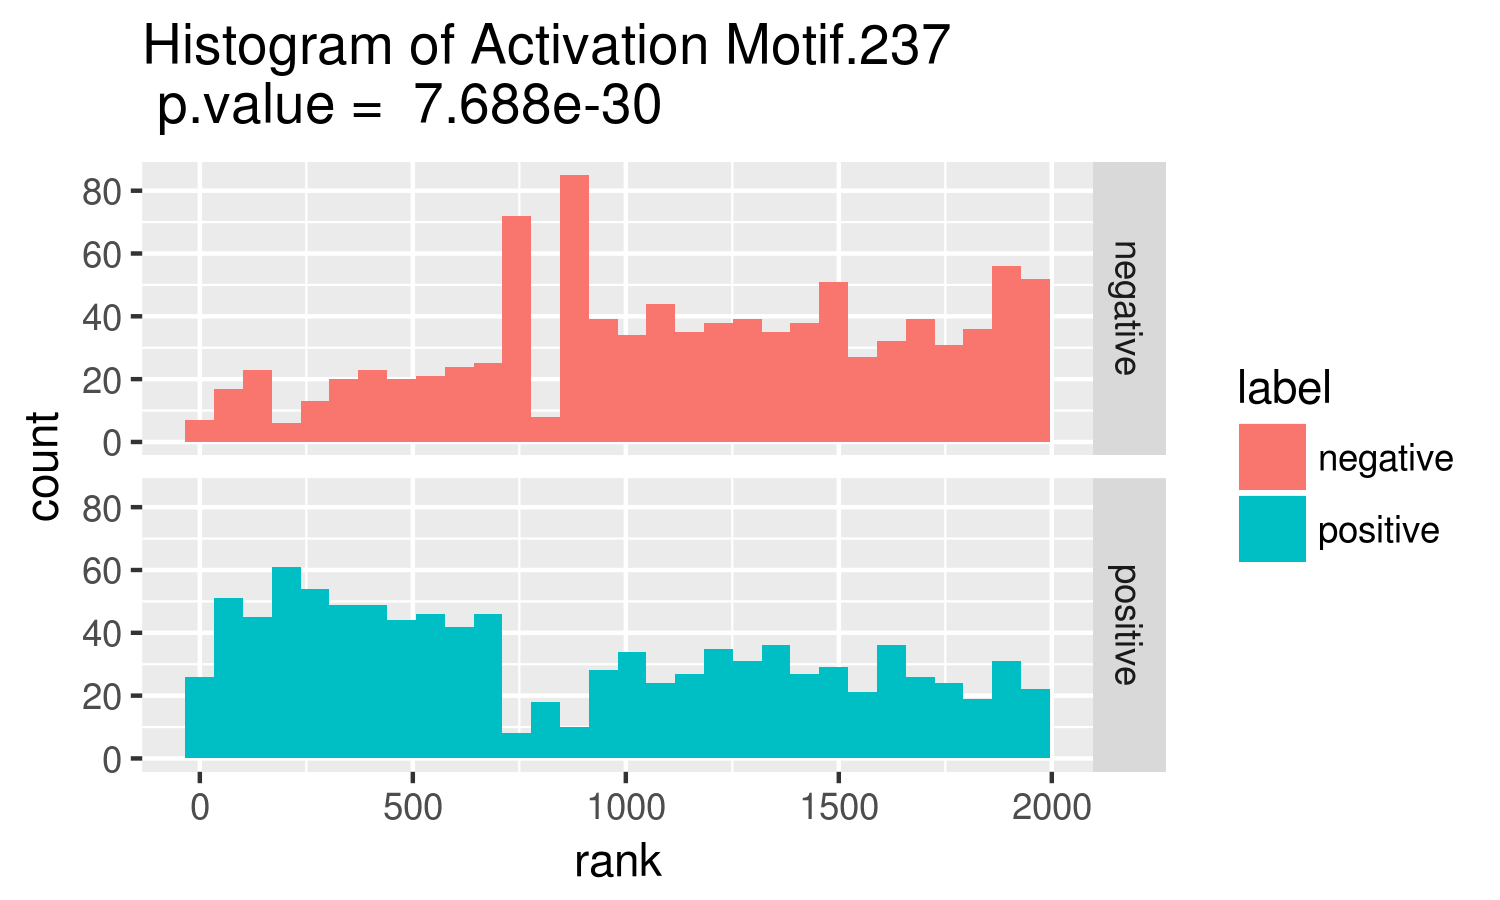 Histogram of Activation Motif.237
p.value =  7.688e-30
count
80
60
40
20
0
negative
80
60
40
20
0
positive
0 500 1000 1500 2000
rank
label
negative
positive